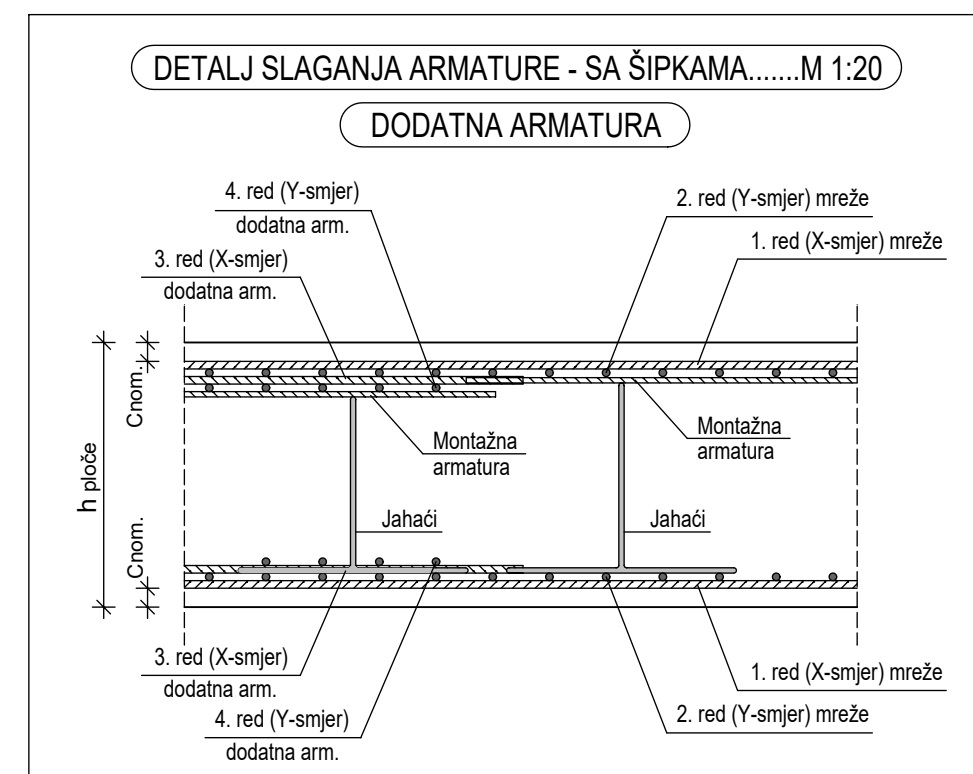 DETALJ SLAGANJA ARMATURE - SA ŠIPKAMA.......M 1:20
DODATNA ARMATURA
4. red (Y-smjer)
dodatna arm.
2. red (Y-smjer) mreže
1. red (X-smjer) mreže
3. red (X-smjer)
dodatna arm.
Cnom.
Montažna
armatura
Montažna
armatura
h ploče
Jahaći
Jahaći
Cnom.
3. red (X-smjer)
dodatna arm.
1. red (X-smjer) mreže
4. red (Y-smjer)
dodatna arm.
2. red (Y-smjer) mreže